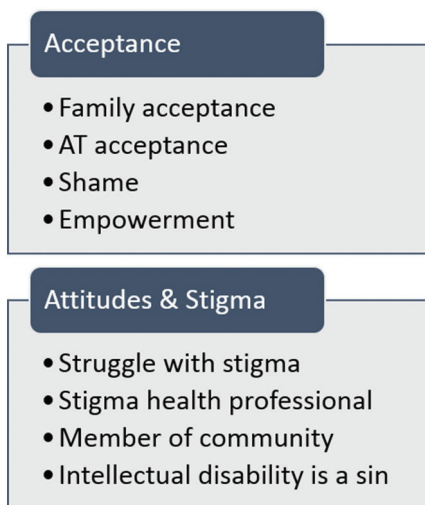 Acceptance
• Family acceptance
• AT acceptance
• Shame
• Empowerment
Attitudes & Stigma
• Struggle with stigma
• Stigma health professional
• Member of community
• Intellectual disability is a sin